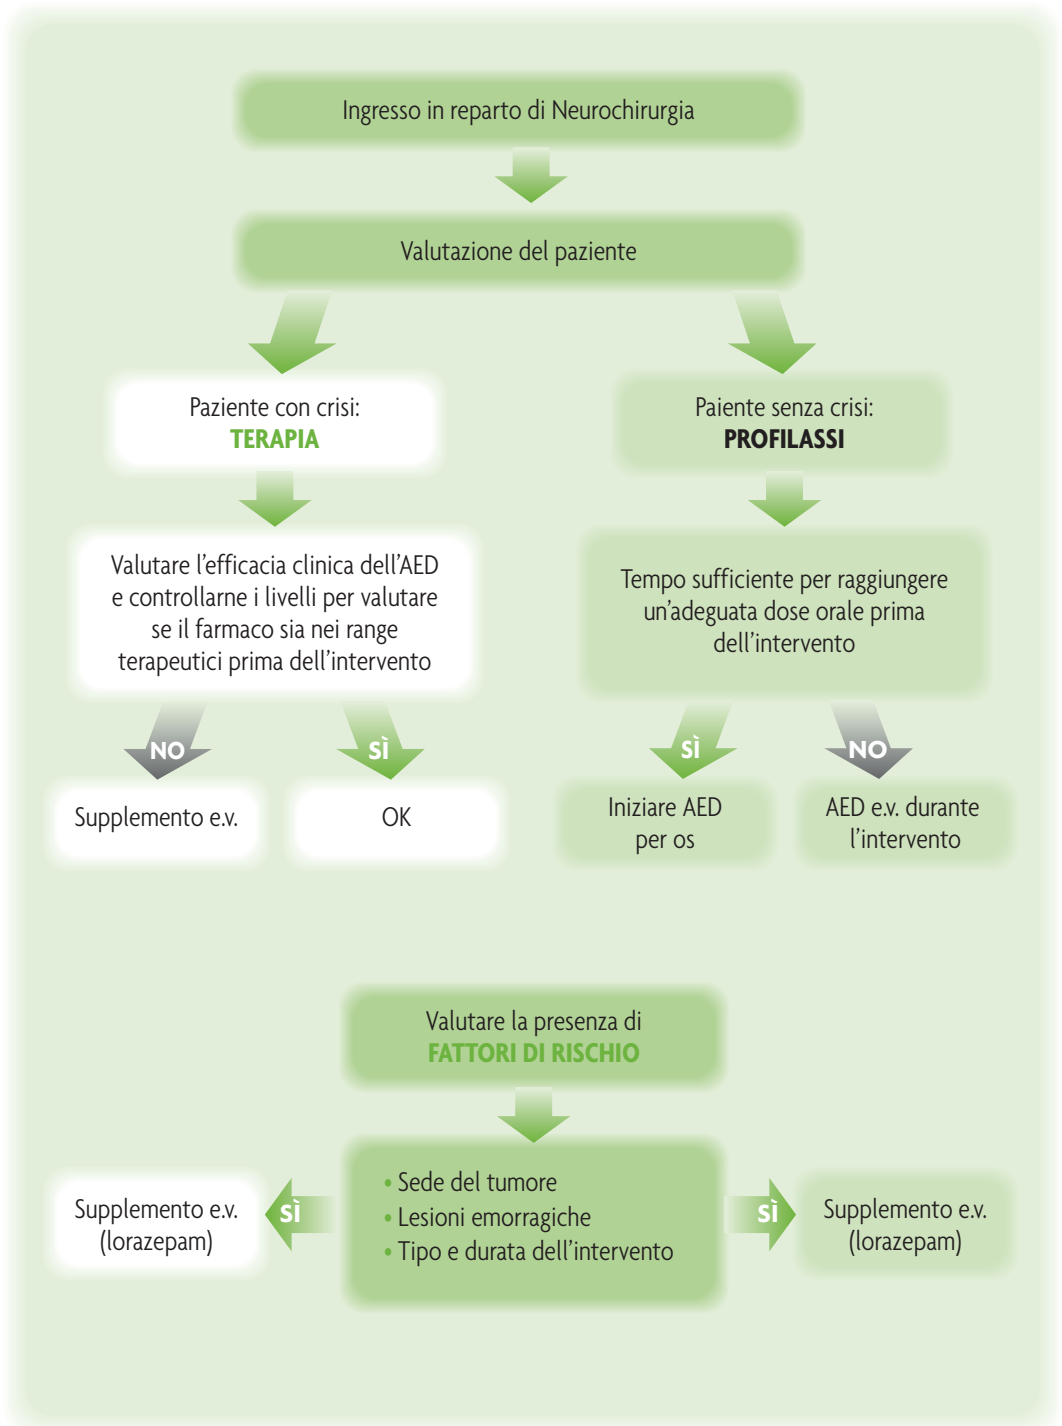 Ingresso in reparto di Neurochirurgia
Valutazione del paziente
Paziente con crisi:
TERAPIA
Paiente senza crisi:
PROFILASSI
Valutare l'efficacia clinica dell'AED
e controllarne i livelli per valutare
se il farmaco sia nei range
terapeutici prima dell'intervento
Tempo sufficiente per raggiungere
un'adeguata dose orale prima
dell'intervento
NO
SÌ
SÌ
NO
Supplemento e.v.
OK
Iniziare AED
per os
AED e.v. durante
l'intervento
Valutare la presenza di
FATTORI DI RISCHIO
Supplemento e.v.
(lorazepam)
SÌ
• Sede del tumore
• Lesioni emorragiche
• Tipo e durata dell'intervento
SÌ
Supplemento e.v.
(lorazepam)